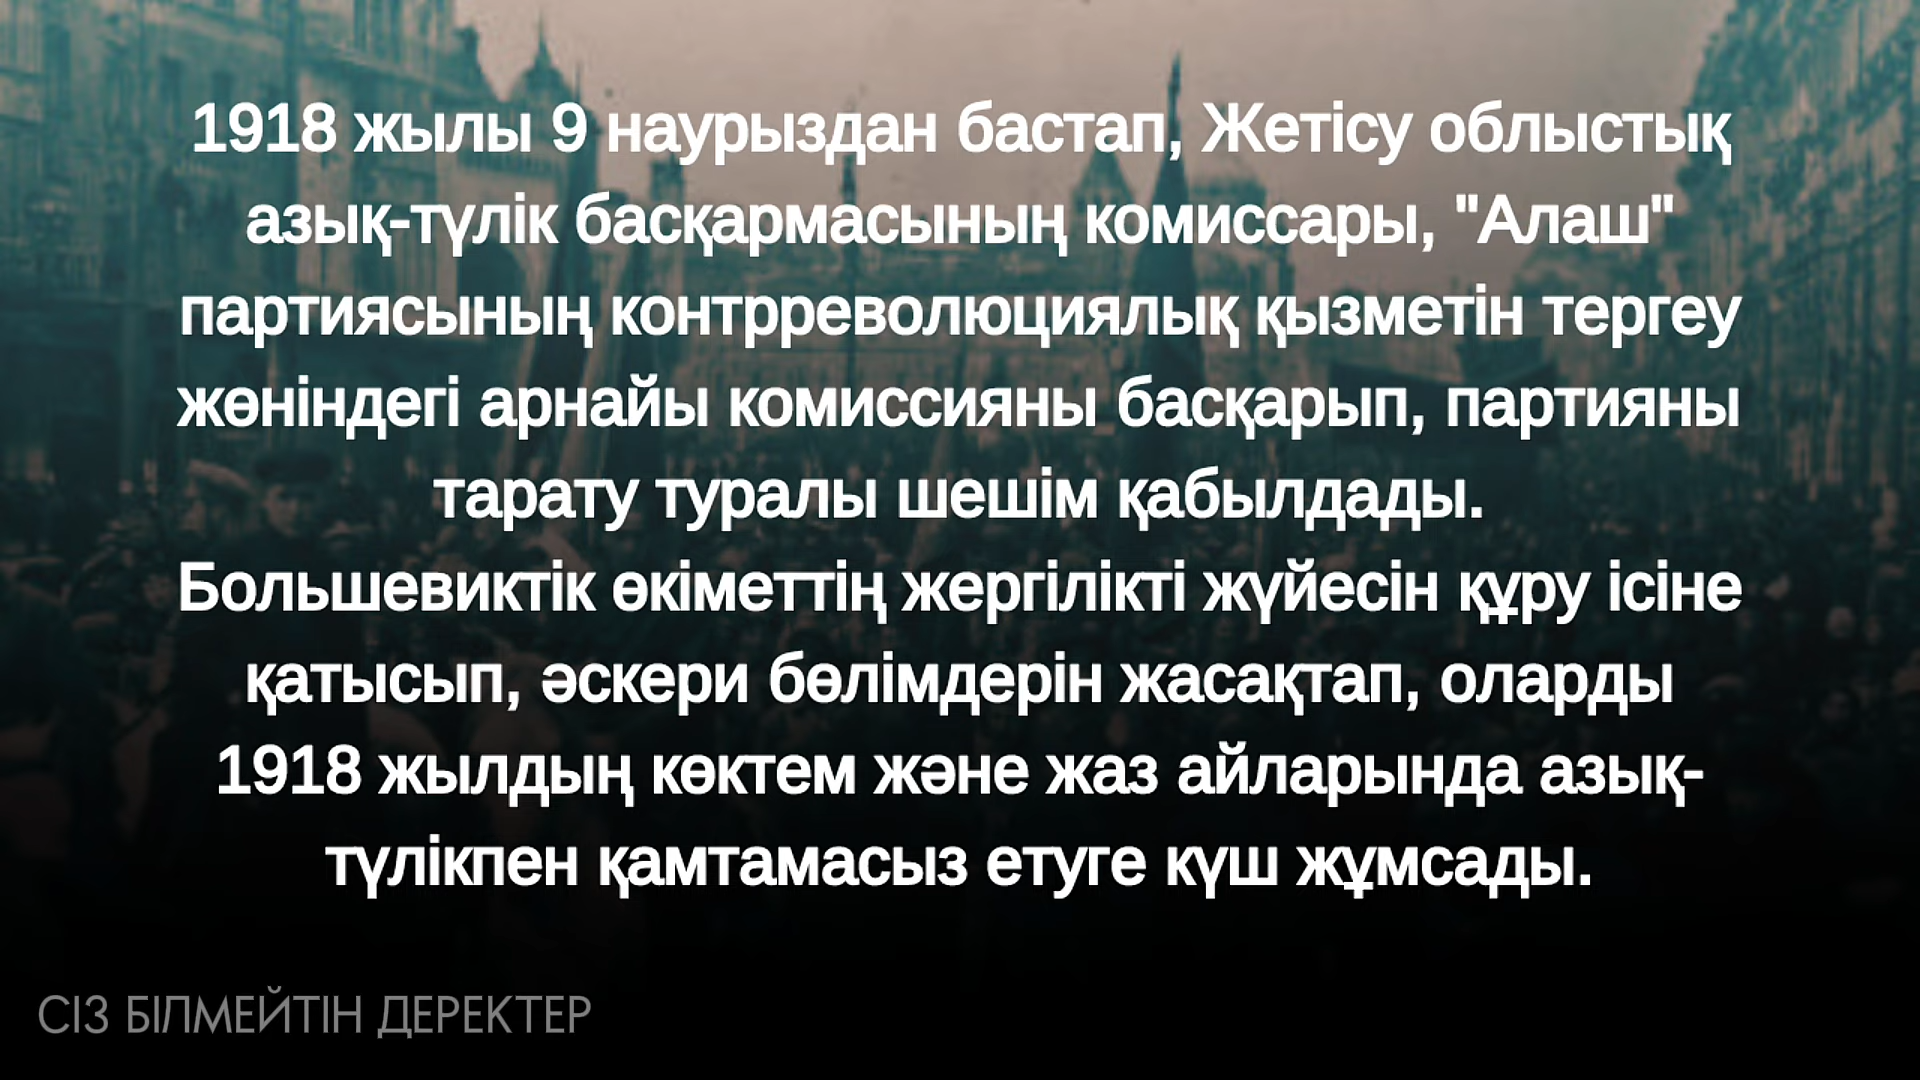 1918 жылы 9 наурыздан бастап, Жетісу облыстық
азық-түлік басқармасының комиссары, "Алаш"
партиясының контрреволюциялық қызметін тергеу
жөніндегі арнайы комиссияны басқарып, партияны
тарату туралы шешім қабылдады.
Большевиктік өкіметтің жергілікті жүйесін құру ісіне
қатысып, әскери бөлімдерін жасақтап, оларды
1918 жылдың көктем және жаз айларында азық-
түлікпен қамтамасыз етуге күш жұмсады.
СІЗ БІЛМЕЙТІН ДЕРЕКТЕР